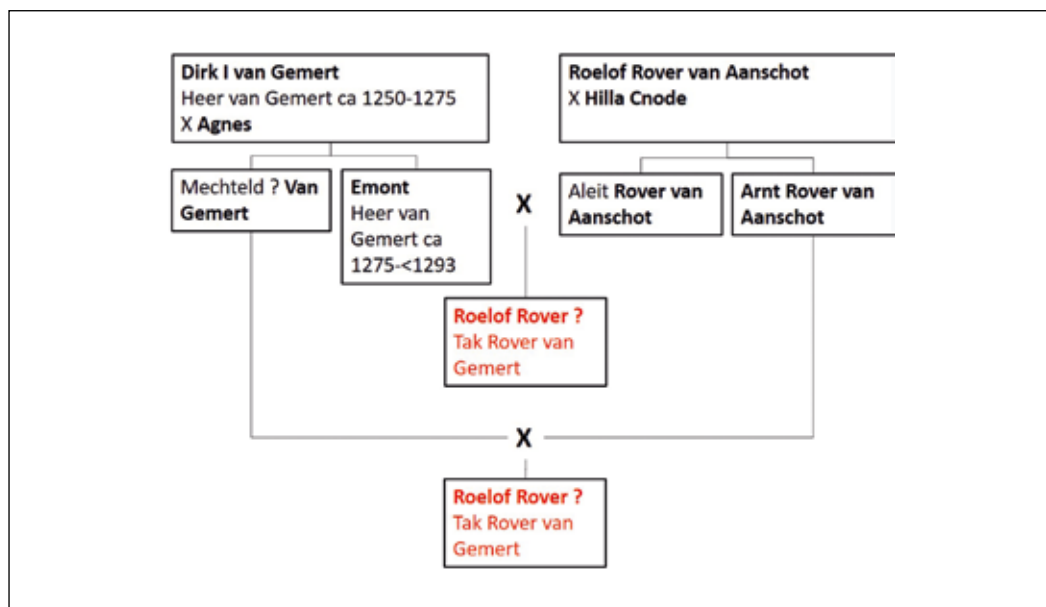 Dirk I van Gemert
Heer van Gemert ca 1250-1275
X Agnes
Roelof Rover van Aanschot
X Hilla Cnode
Mechteld ? Van
Gemert
Emont
Heer van
Gemert ca
1275-<1293
X
Aleit Rover van
Aanschot
Arnt Rover van
Aanschot
Roelof Rover ?
Tak Rover van
Gemert
X
Roelof Rover ?
Tak Rover van
Gemert